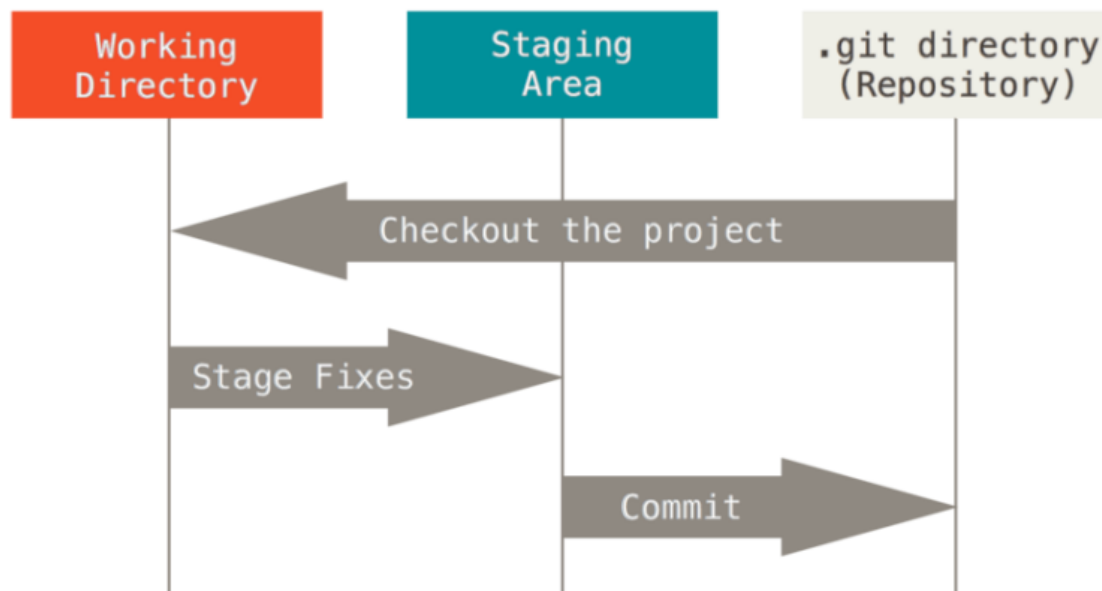 Working
Directory
Staging
Area
.git directory
(Repository)
Checkout the project
Stage Fixes
Commit